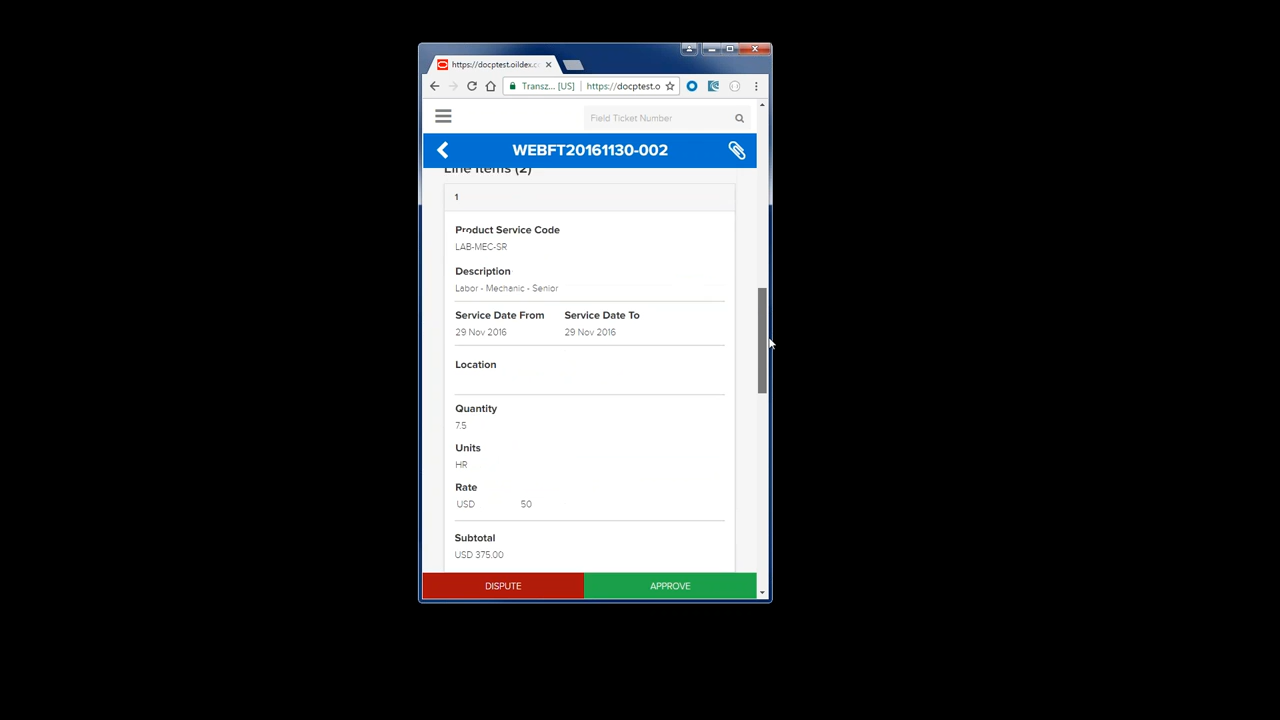 https://docptest.oildex.c
Transz... [US]
https://docptest.o
Field Ticket Number
WEBFT20161130-002
Line Items (2)
1
Product Service Code
LAB-MEC-SR
Description
Labor - Mechanic - Senior
Service Date From Service Date To
29 Nov 2016 29 Nov 2016
Location
Quantity
7.5
Units
HR
Rate
USD 50
Subtotal
USD 375.00
DISPUTE APPROVE